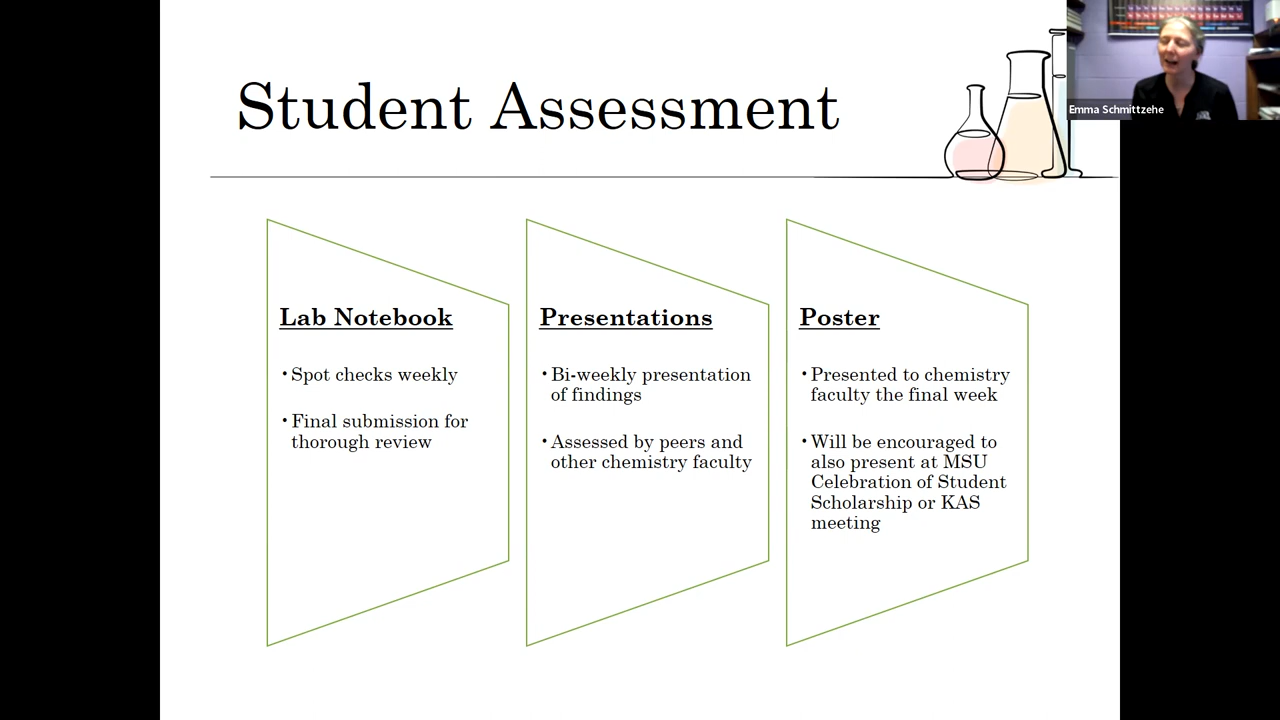 Student Assessment
Emma Schmittzehe
Lab Notebook
• Spot checks weekly
• Final submission for
thorough review
Presentations
• Bi-weekly presentation
of findings
• Assessed by peers and
other chemistry faculty
Poster
• Presented to chemistry
faculty the final week
• Will be encouraged to
also present at MSU
Celebration of Student
Scholarship or KAS
meeting